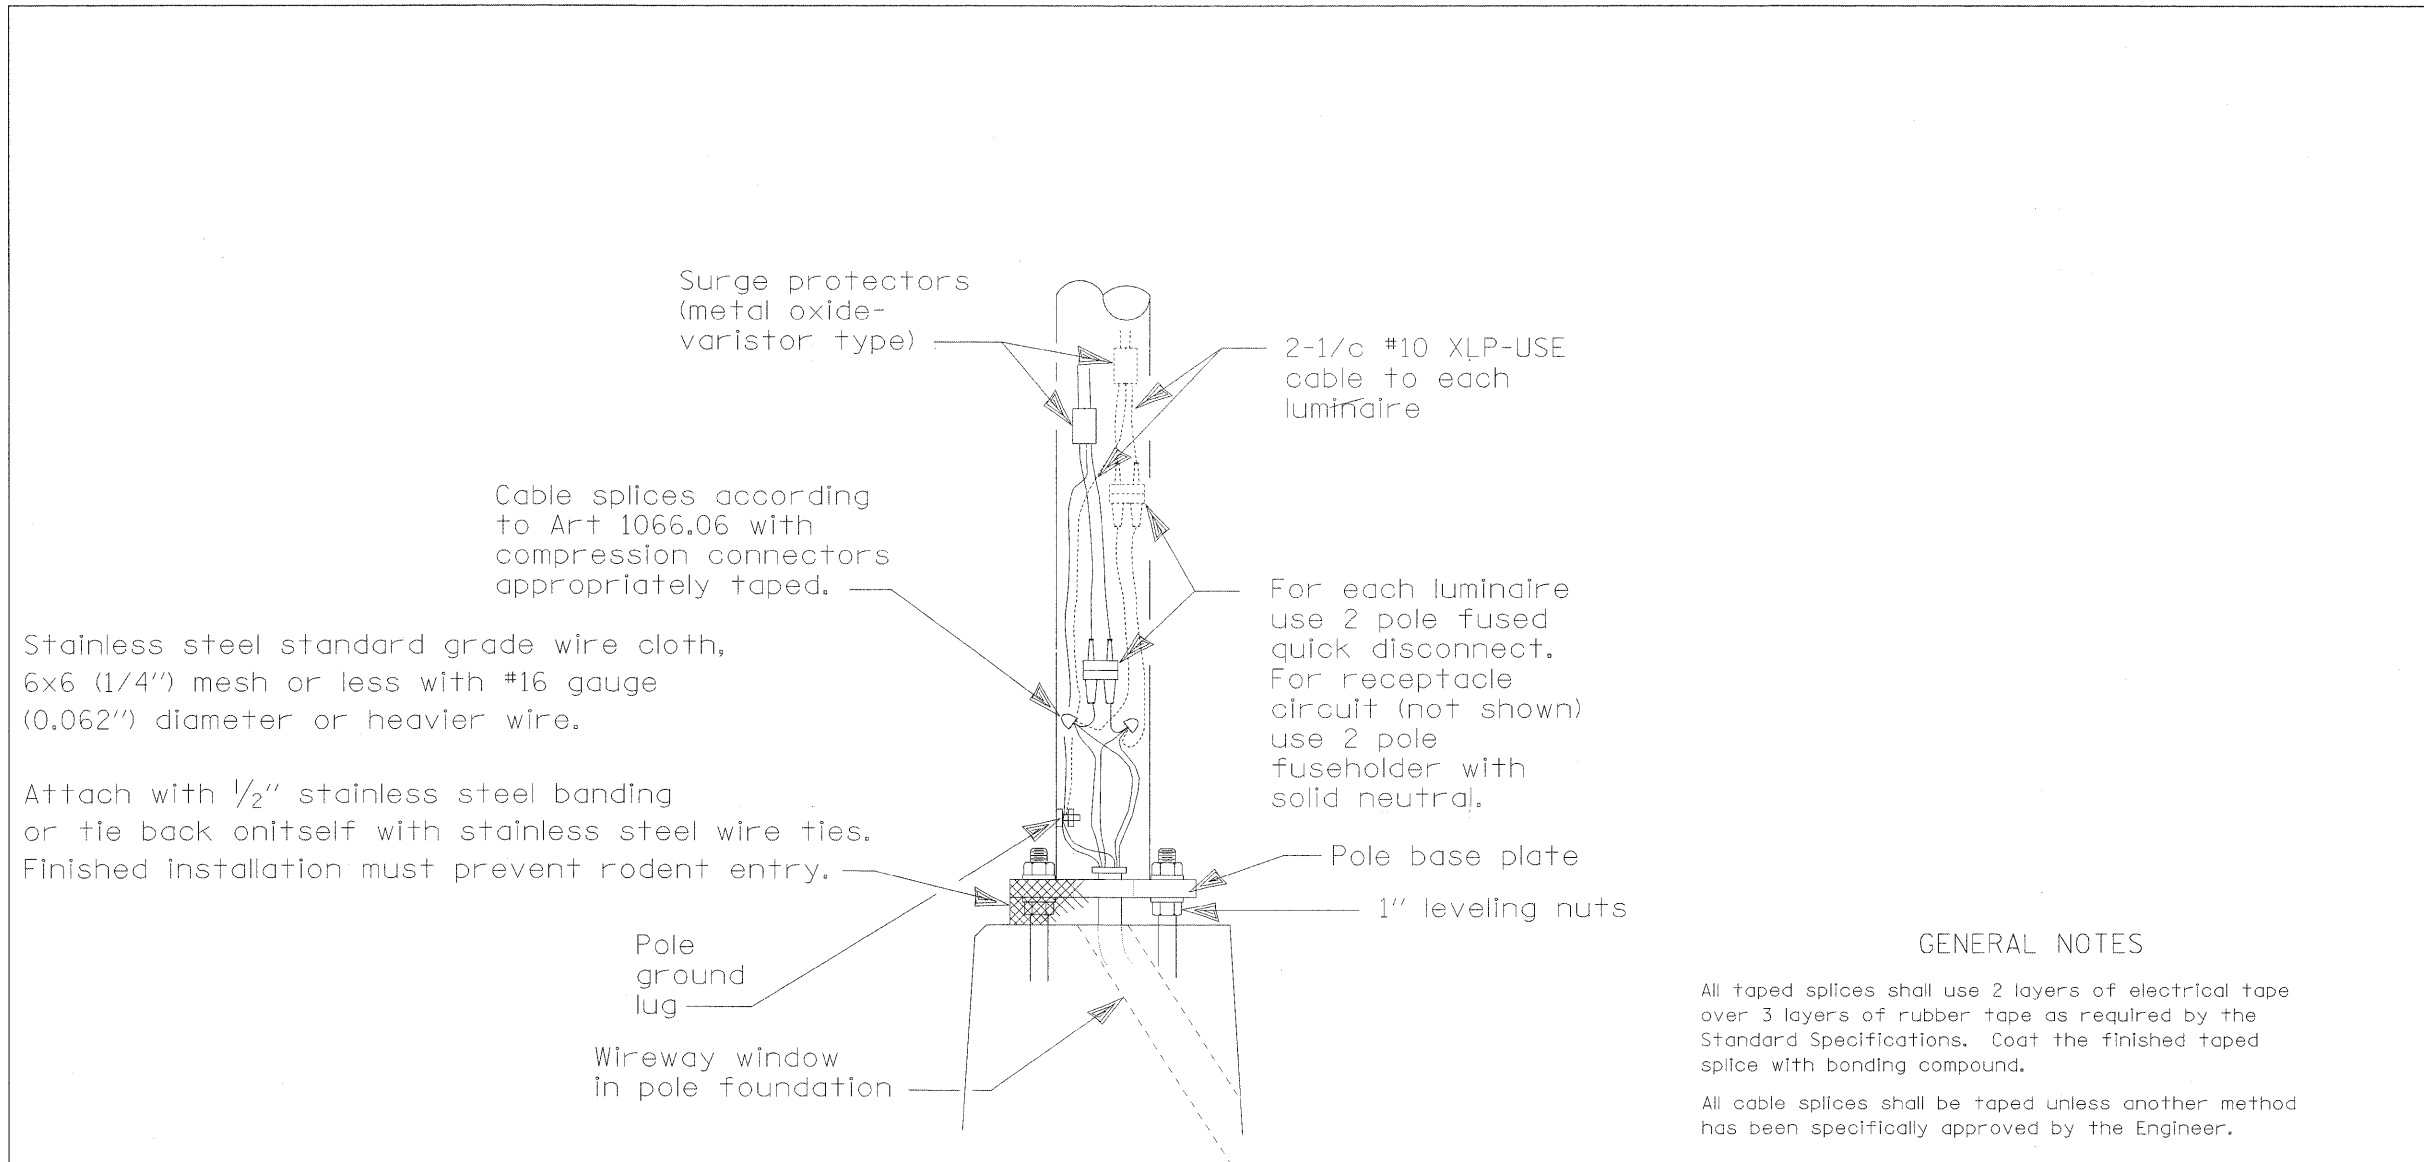 Surge protectors
(metal oxide-
varistor type)
2-1/c #10 XLP-USE
cable to each
luminaire
Cable splices according
to Art 1066.06 with
compression connectors
appropriately taped.
For each luminaire
use 2 pole fused
quick disconnect.
For receptacle
circuit (not shown)
use 2 pole
fuseholder with
solid neutral.
Stainless steel standard grade wire cloth,
6x6 (1/4") mesh or less with #16 gauge
(0.062") diameter or heavier wire.
Attach with 1/2" stainless steel banding
or tie back onitself with stainless steel wire ties.
Finished installation must prevent rodent entry.
Pole base plate
1" leveling nuts
Pole
ground
lug
Wireway window
in pole foundation
GENERAL NOTES
All taped splices shall use 2 layers of electrical tape
over 3 layers of rubber tape as required by the
Standard Specifications. Coat the finished taped
splice with bonding compound.
All cable splices shall be taped unless another method
has been specifically approved by the Engineer.